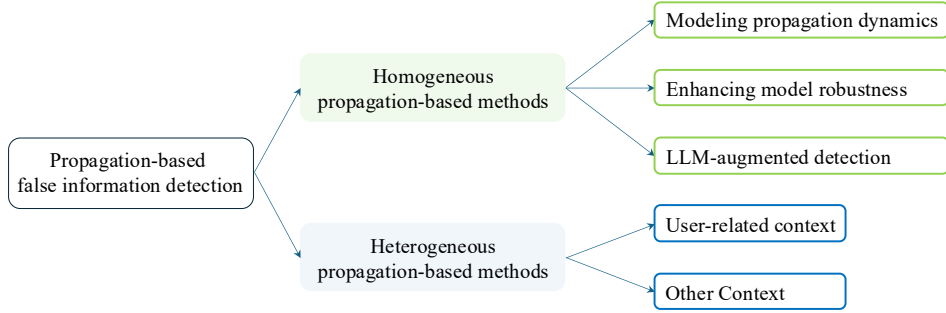 Propagation-based
false information detection
Homogeneous
propagation-based methods
Modeling propagation dynamics
Enhancing model robustness
LLM-augmented detection
Heterogeneous
propagation-based methods
User-related context
Other Context